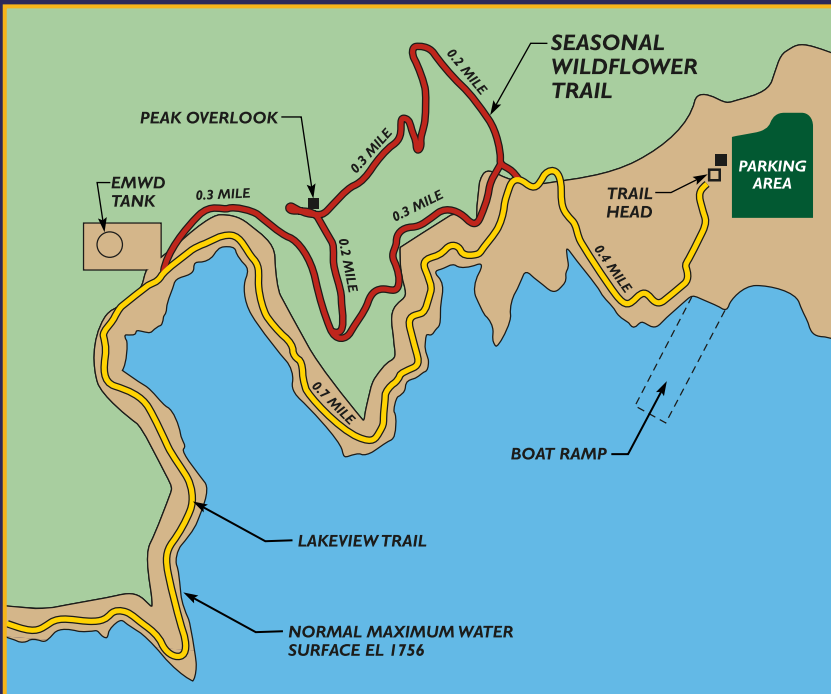 SEASONAL
WILDFLOWER
TRAIL
0.2 MILE
PEAK OVERLOOK
0.3 MILE
PARKING
AREA
EMWD
TANK
0.3 MILE
TRAIL
HEAD
0.3 MILE
0.2 MILE
0.4 MILE
0.7 MILE
BOAT RAMP
LAKEVIEW TRAIL
NORMAL MAXIMUM WATER
SURFACE EL 1756